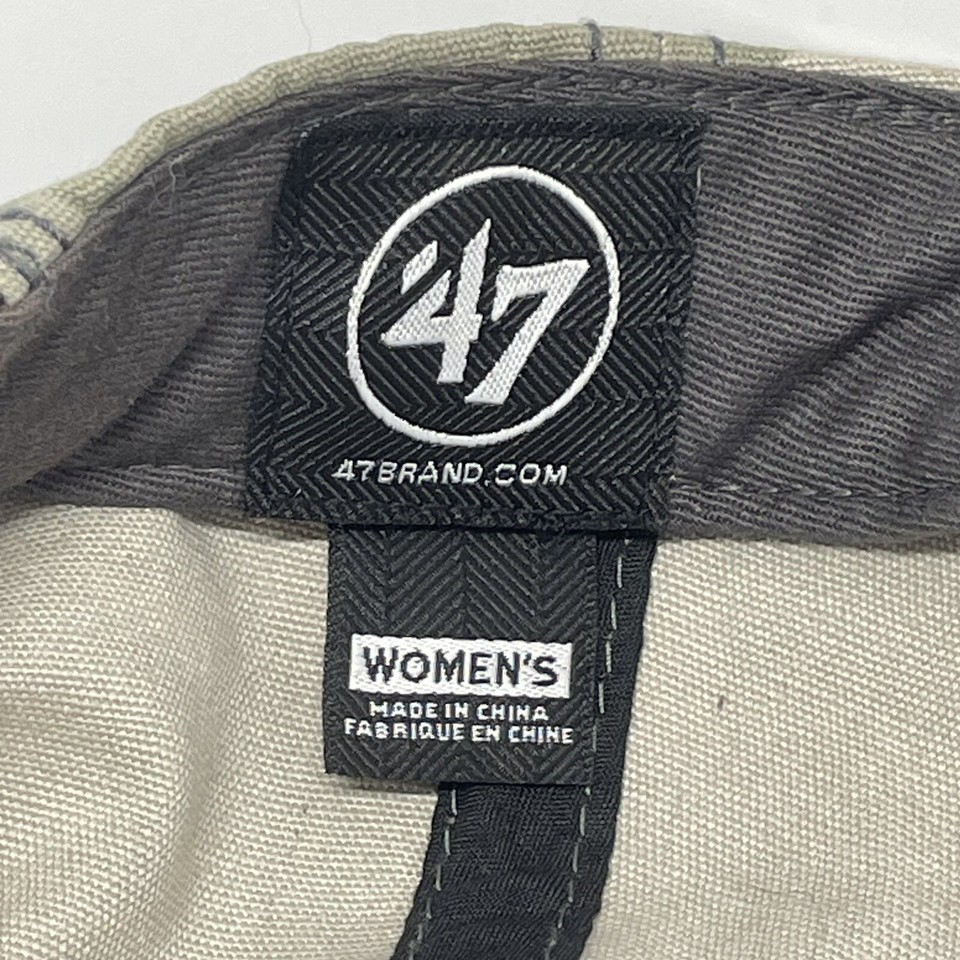 '47
47BRAND.COM
WOMEN'S
MADE IN CHINA
FABRIQUE EN CHINE